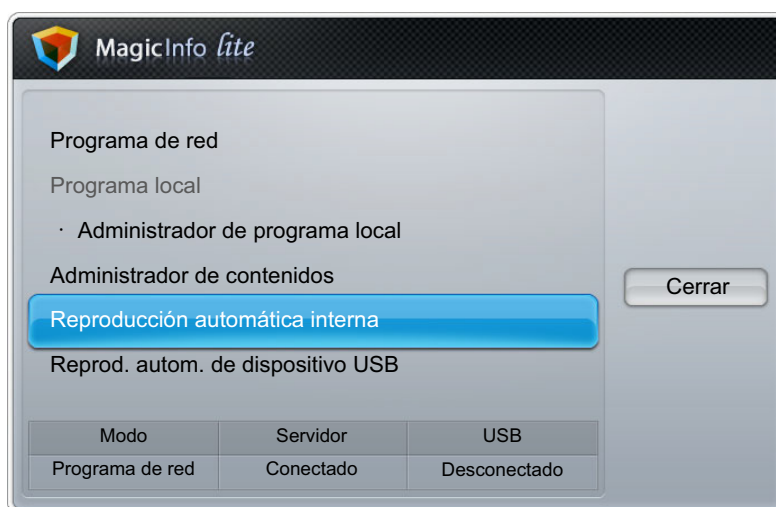 MagicInfo lite
Programa de red
Programa local
· Administrador de programa local
Administrador de contenidos
Reproducción automática interna
Reprod. autom. de dispositivo USB
Cerrar
Modo Servidor USB
Programa de red Conectado Desconectado